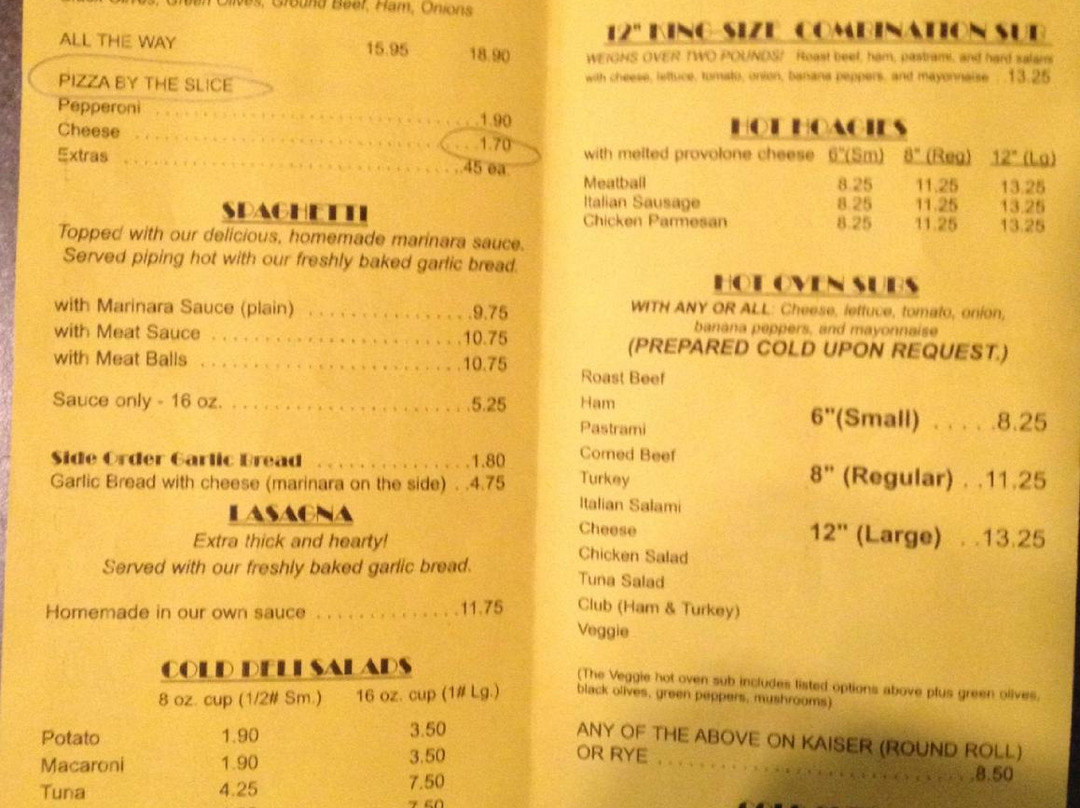 Black Olives, Green Olives, Ground Beef, Ham, Onions
ALL THE WAY 15.95 18.90
PIZZA BY THE SLICE
Pepperoni ..........1.90
Cheese ..........1.70
Extras ..........45 ea.
SPAGHETTI
Topped with our delicious, homemade marinara sauce.
Served piping hot with our freshly baked garlic bread.
with Marinara Sauce (plain) ..........9.75
with Meat Sauce ..........10.75
with Meat Balls ..........10.75
Sauce only - 16 oz. ..........5.25
Side Order Garlic Bread ..........1.80
Garlic Bread with cheese (marinara on the side) ..4.75
LASAGNA
Extra thick and hearty!
Served with our freshly baked garlic bread.
Homemade in our own sauce ..........11.75
COLD DELI SALADS
8 oz. cup (1/2# Sm.) 16 oz. cup (1# Lg.)
Potato 1.90 3.50
Macaroni 1.90 3.50
Tuna 4.25 7.50
7.50
12" KING SIZE COMBINATION SUB
WEIGHS OVER TWO POUNDS! Roast beef, ham, pastrami, and hard salami
with cheese, lettuce, tomato, onion, banana peppers, and mayonnaise . 13.25
HOT HOAGIES
with melted provolone cheese 6"(Sm) 8" (Reg) 12" (Lg)
Meatball 8.25 11.25 13.25
Italian Sausage 8.25 11.25 13.25
Chicken Parmesan 8.25 11.25 13.25
HOT OVEN SUBS
WITH ANY OR ALL: Cheese, lettuce, tomato, onion,
banana peppers, and mayonnaise
(PREPARED COLD UPON REQUEST.)
Roast Beef
Ham
Pastrami
Corned Beef
Turkey
Italian Salami
Cheese
Chicken Salad
Tuna Salad
Club (Ham & Turkey)
Veggie
6"(Small) .....8.25
8" (Regular) ..11.25
12" (Large) ..13.25
(The Veggie hot oven sub includes listed options above plus green olives,
black olives, green peppers, mushrooms)
ANY OF THE ABOVE ON KAISER (ROUND ROLL)
OR RYE ..........8.50